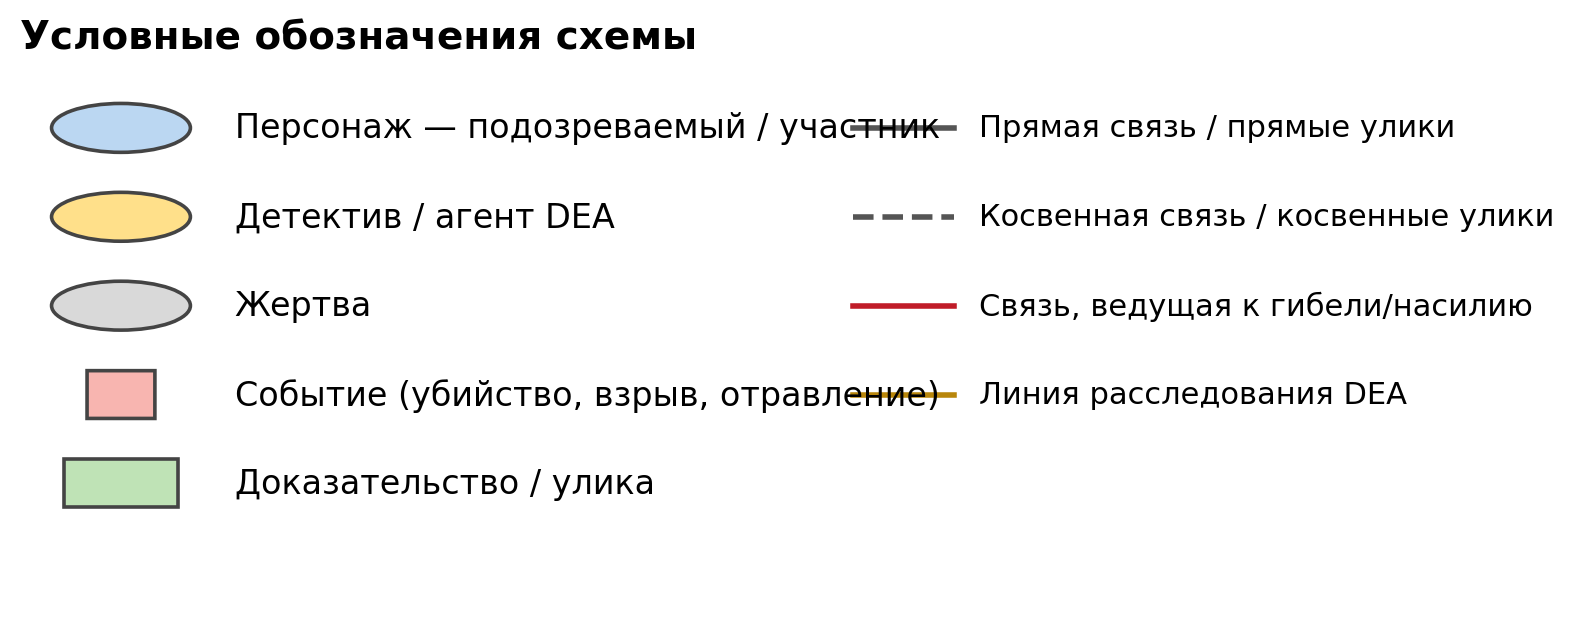 Условные обозначения схемы
Персонаж — подозреваемый / участник
Прямая связь / прямые улики
Детектив / агент DEA
Косвенная связь / косвенные улики
Жертва
Связь, ведущая к гибели/насилию
Событие (убийство, взрыв, отравление)
Линия расследования DEA
Доказательство / улика